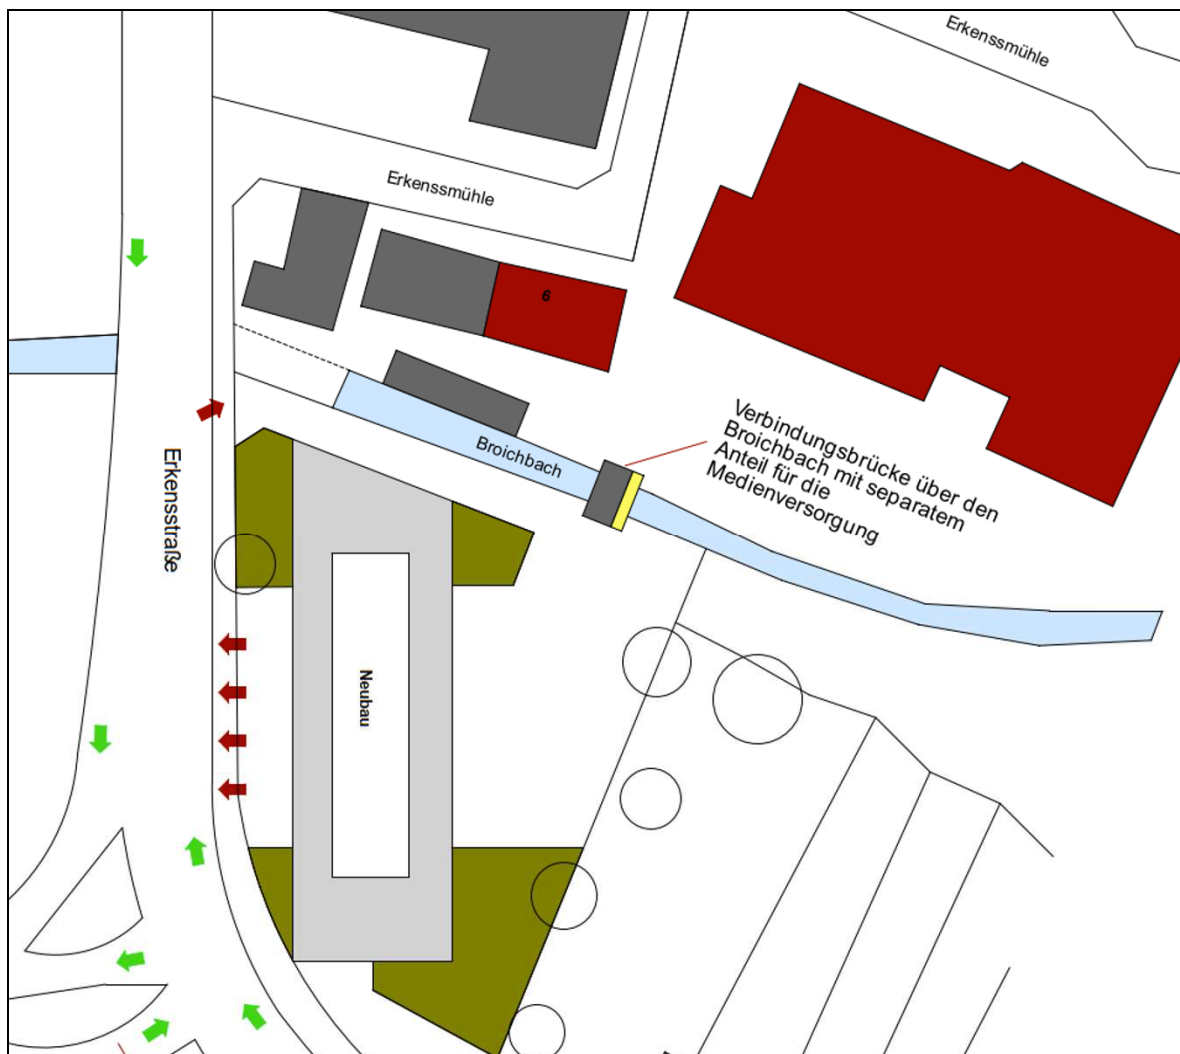 Erkenssmühle
Erkenssmühle
6
Verbindungsbrücke über den
Broichbach mit separatem
Anteil für die
Medienversorgung
Broichbach
Erkensstraße
Neubau